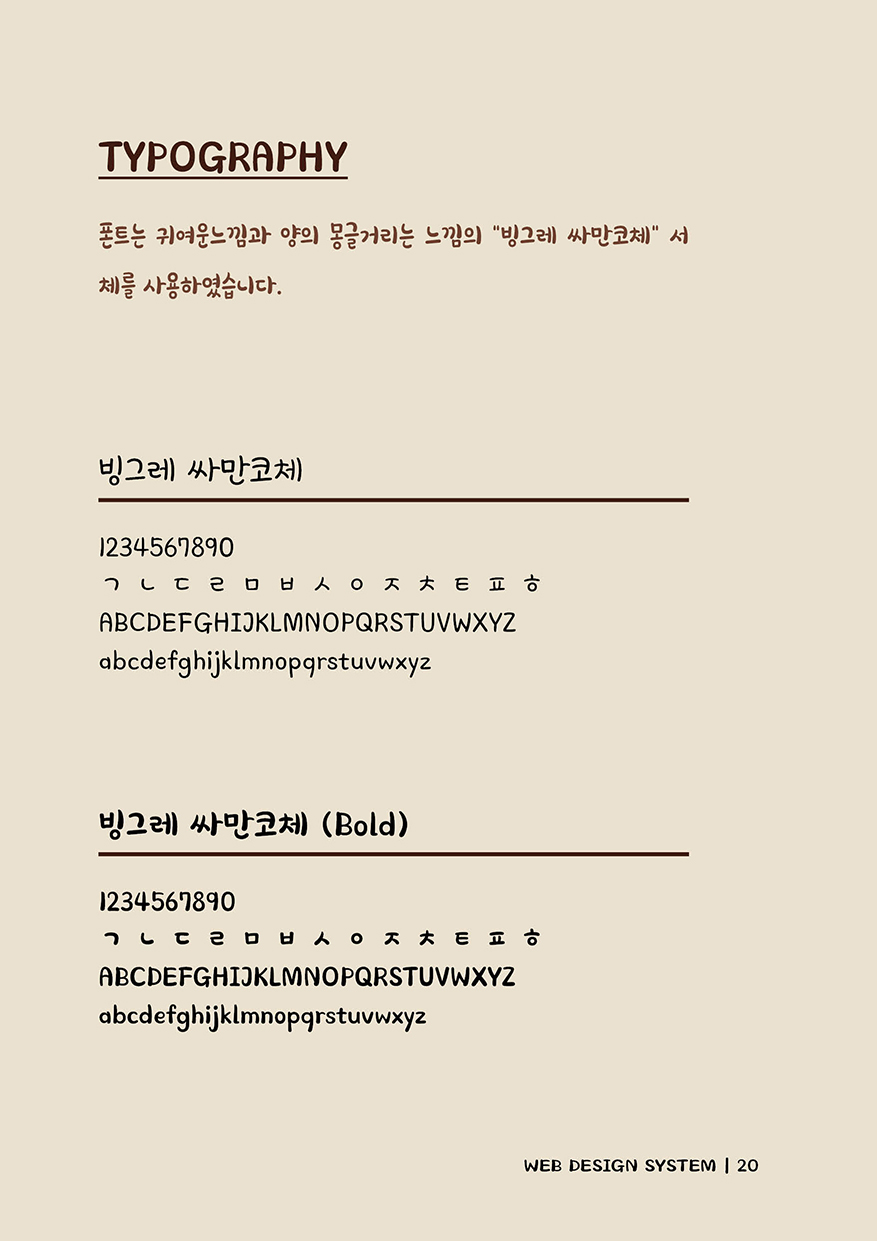 TYPOGRAPHY
폰트는 귀여운느낌과 양의 몽글거리는 느낌의 "빙그레 싸만코체" 서
체를 사용하였습니다.
빙그레 싸만코체
1234567890
ㄱ ㄴ ㄷ ㄹ ㅁ ㅂ ㅅ ㅇ ㅈ ㅊ ㅌ ㅍ ㅎ
ABCDEFGHIJKLMNOPQRSTUVWXYZ
abcdefghijklmnopqrstuvwxyz
빙그레 싸만코체 (Bold)
1234567890
ㄱ ㄴ ㄷ ㄹ ㅁ ㅂ ㅅ ㅇ ㅈ ㅊ ㅌ ㅍ ㅎ
ABCDEFGHIJKLMNOPQRSTUVWXYZ
abcdefghijklmnopqrstuvwxyz
WEB DESIGN SYSTEM | 20